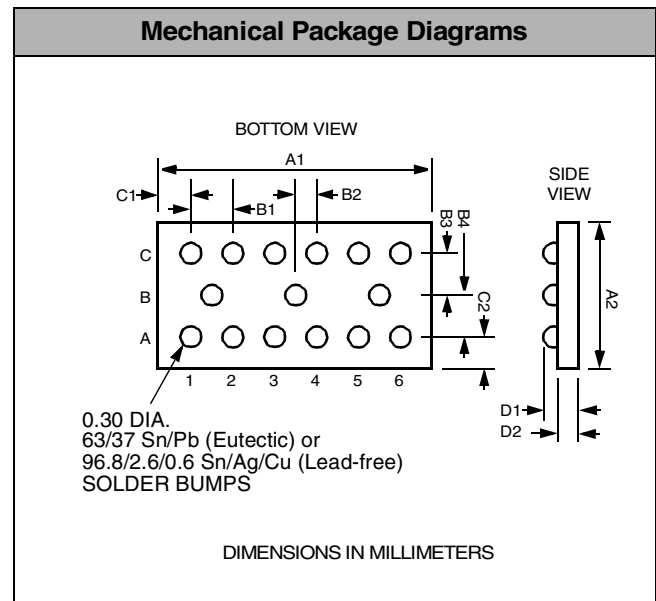 Mechanical Package Diagrams
BOTTOM VIEW
A1
SIDE
VIEW
C1
B1
B2
B3
B4
C
B
C2
A2
A
1 2 3 4 5 6
D1
D2
0.30 DIA.
63/37 Sn/Pb (Eutectic) or
96.8/2.6/0.6 Sn/Ag/Cu (Lead-free)
SOLDER BUMPS
DIMENSIONS IN MILLIMETERS